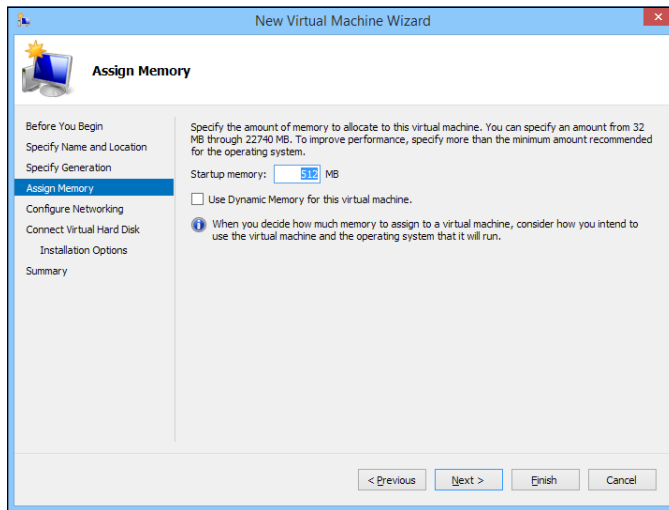 New Virtual Machine Wizard
Assign Memory
Before You Begin
Specify Name and Location
Specify Generation
Assign Memory
Configure Networking
Connect Virtual Hard Disk
Installation Options
Summary
Specify the amount of memory to allocate to this virtual machine. You can specify an amount from 32
MB through 22740 MB. To improve performance, specify more than the minimum amount recommended
for the operating system.
Startup memory: 512 MB
Use Dynamic Memory for this virtual machine.
When you decide how much memory to assign to a virtual machine, consider how you intend to
use the virtual machine and the operating system that it will run.
< Previous Next > Finish Cancel